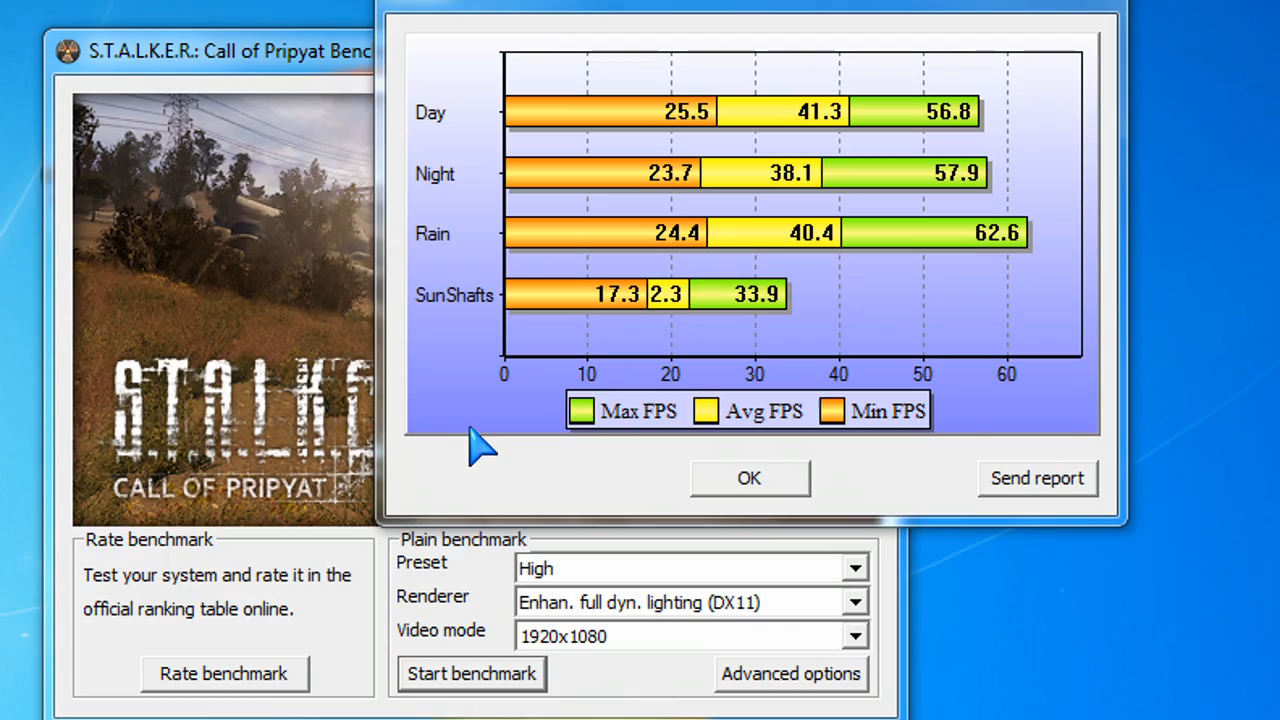 S.T.A.L.K.E.R.: Call of Pripyat Benc
Day 25.5 41.3 56.8
Night 23.7 38.1 57.9
Rain 24.4 40.4 62.6
SunShafts 17.3 2.3 33.9
0 10 20 30 40 50 60
Max FPS Avg FPS Min FPS
OK
Send report
S.T.A.L.K.E
CALL OF PRIPYAT
Rate benchmark
Test your system and rate it in the
official ranking table online.
Rate benchmark
Plain benchmark
Preset High
Renderer Enhan. full dyn. lighting (DX11)
Video mode 1920x1080
Start benchmark
Advanced options